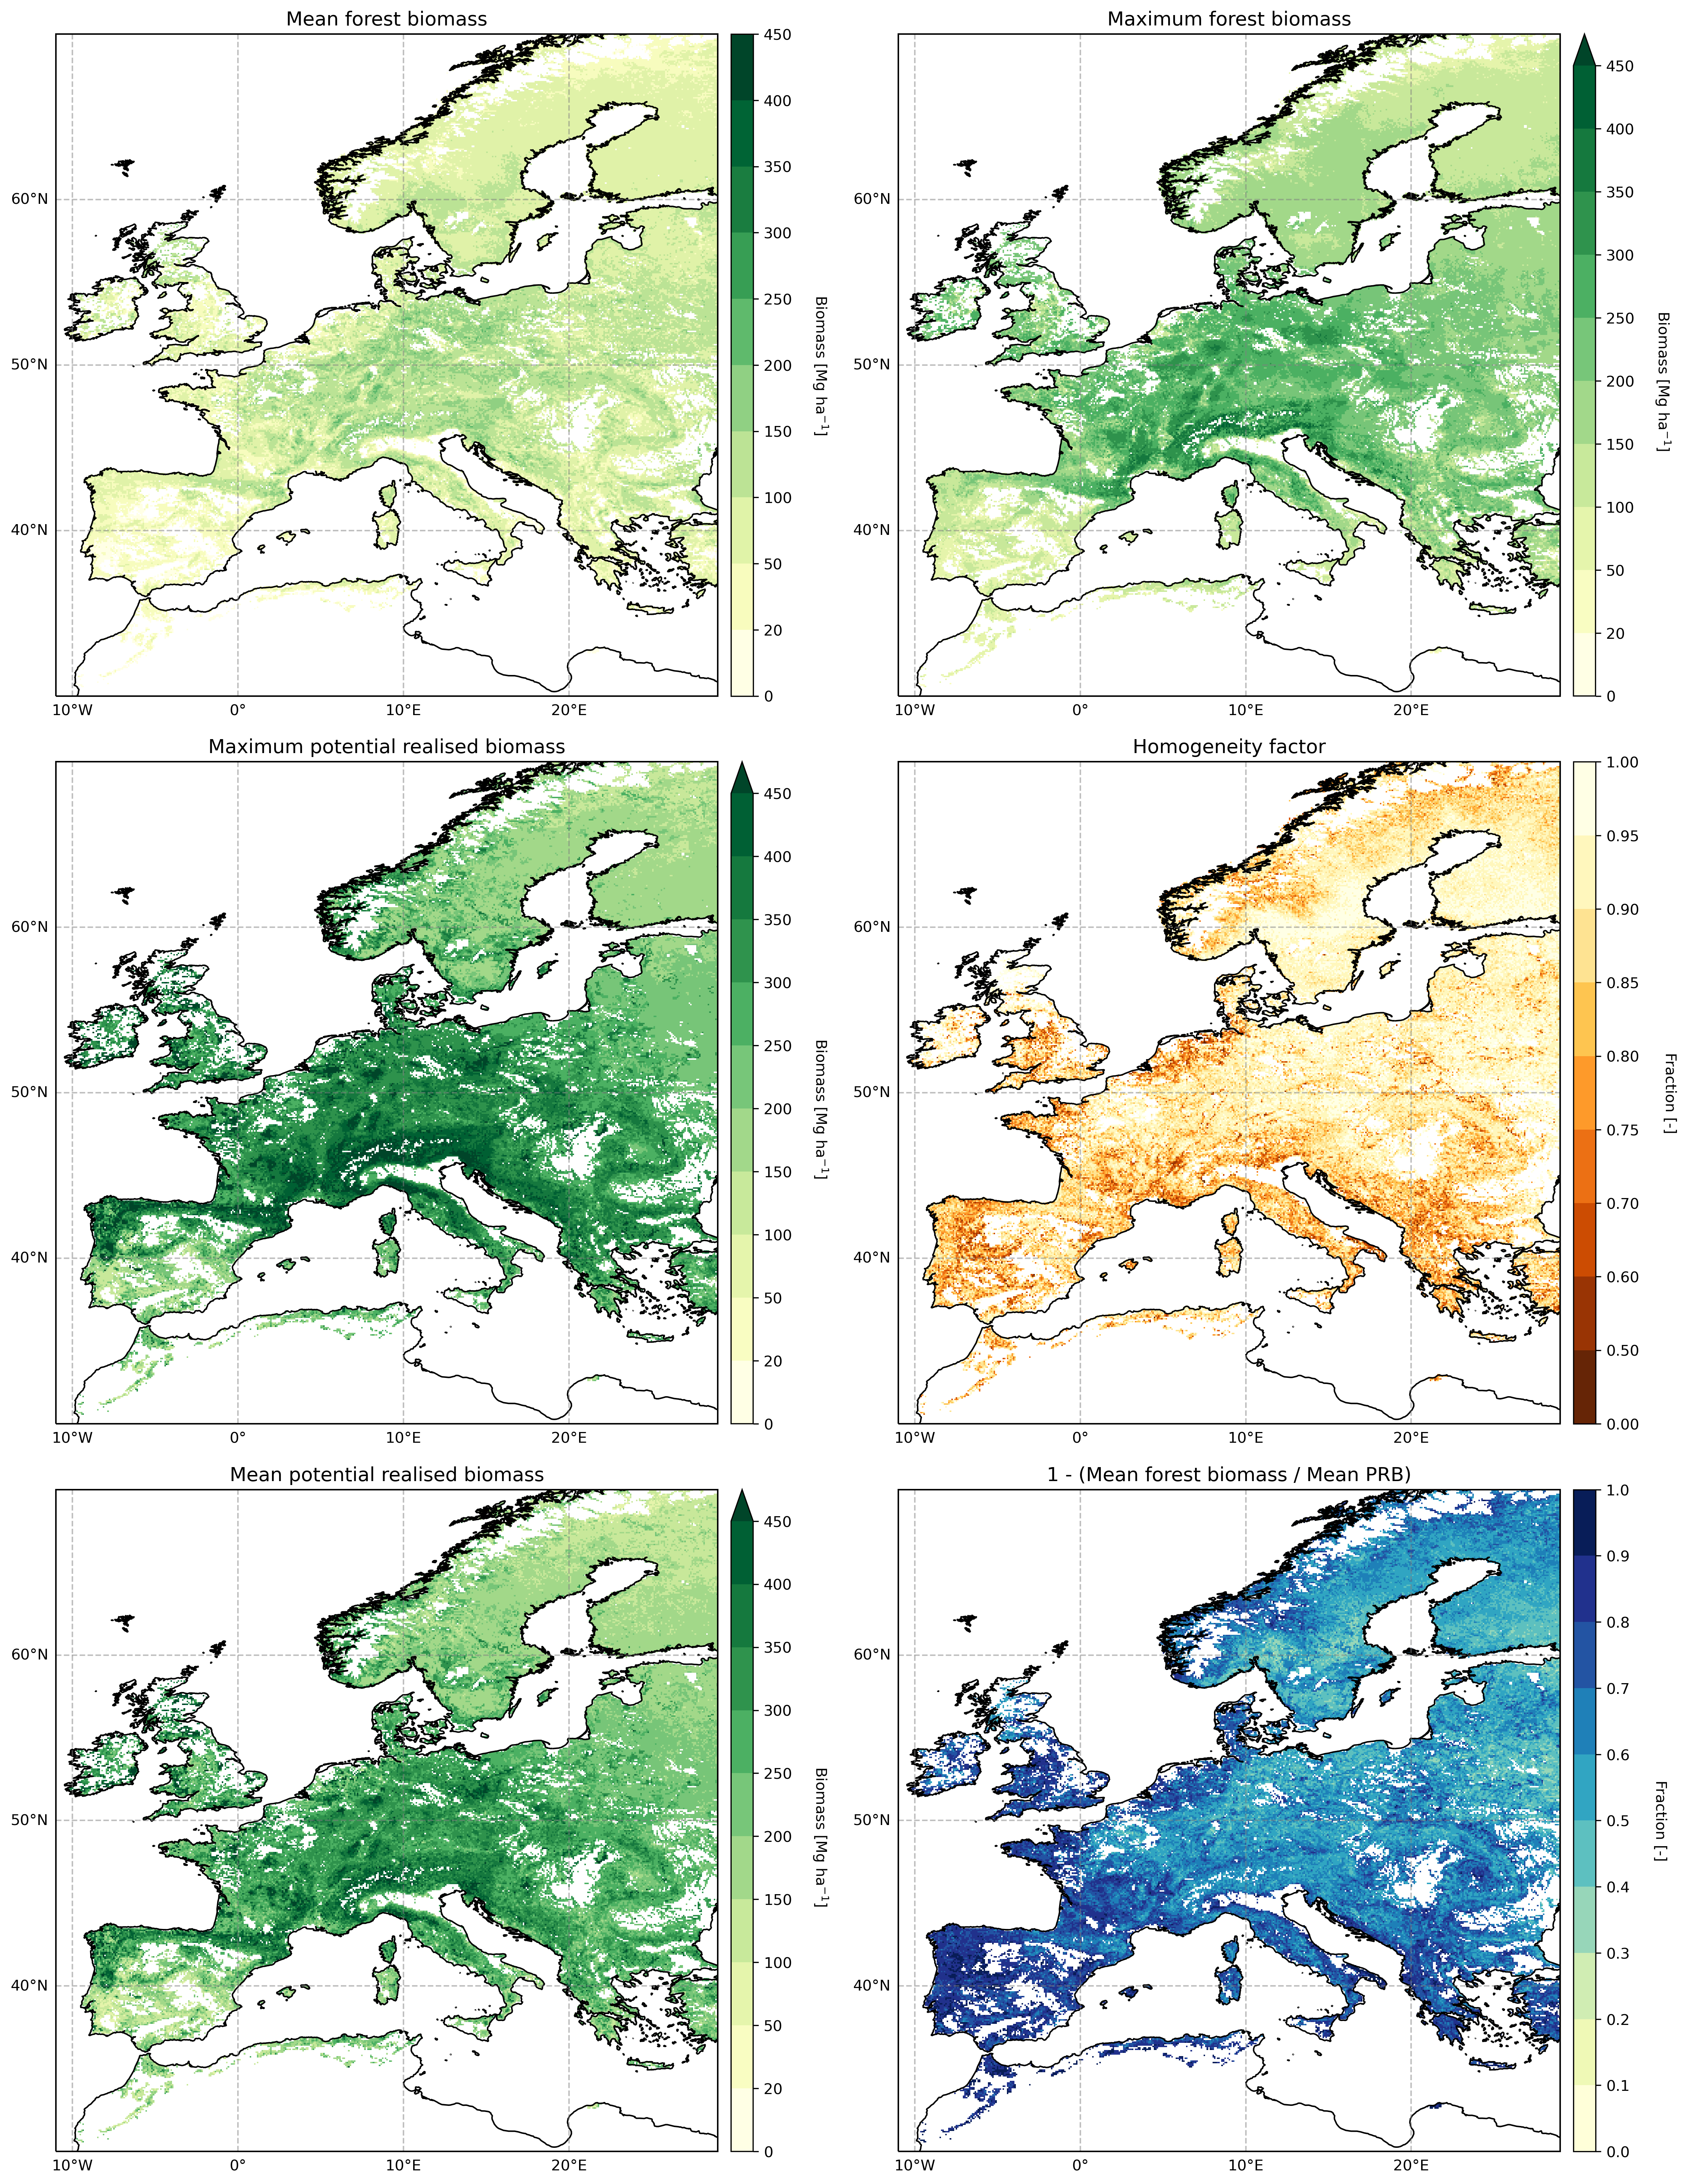 Mean forest biomass
60°N
50°N
40°N
10°W 0° 10°E 20°E
450
400
350
300
250
200
150
100
50
20
0
Biomass [Mg ha⁻¹]
Maximum forest biomass
60°N
50°N
40°N
10°W 0° 10°E 20°E
450
400
350
300
250
200
150
100
50
20
0
Biomass [Mg ha⁻¹]
Maximum potential realised biomass
60°N
50°N
40°N
10°W 0° 10°E 20°E
450
400
350
300
250
200
150
100
50
20
0
Biomass [Mg ha⁻¹]
Homogeneity factor
60°N
50°N
40°N
10°W 0° 10°E 20°E
1.00
0.95
0.90
0.85
0.80
0.75
0.70
0.60
0.50
0.00
Fraction [-]
Mean potential realised biomass
60°N
50°N
40°N
10°W 0° 10°E 20°E
450
400
350
300
250
200
150
100
50
20
0
Biomass [Mg ha⁻¹]
1 - (Mean forest biomass / Mean PRB)
60°N
50°N
40°N
10°W 0° 10°E 20°E
1.0
0.9
0.8
0.7
0.6
0.5
0.4
0.3
0.2
0.1
0.0
Fraction [-]